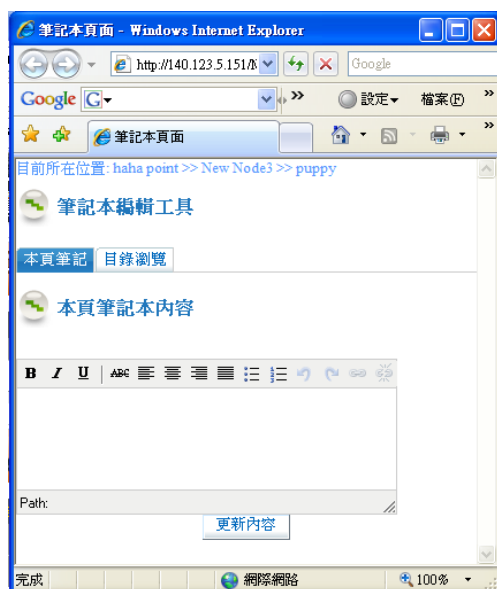 筆記本頁面 - Windows Internet Explorer
http://140.123.5.151/N Google
Google G 設定 檔案(F) »
筆記本頁面 »
目前所在位置: haha point >> New Node3 >> puppy
筆記本編輯工具
本頁筆記 目錄瀏覽
本頁筆記本內容
B I U ABC
Path:
更新內容
完成 網際網路 100%